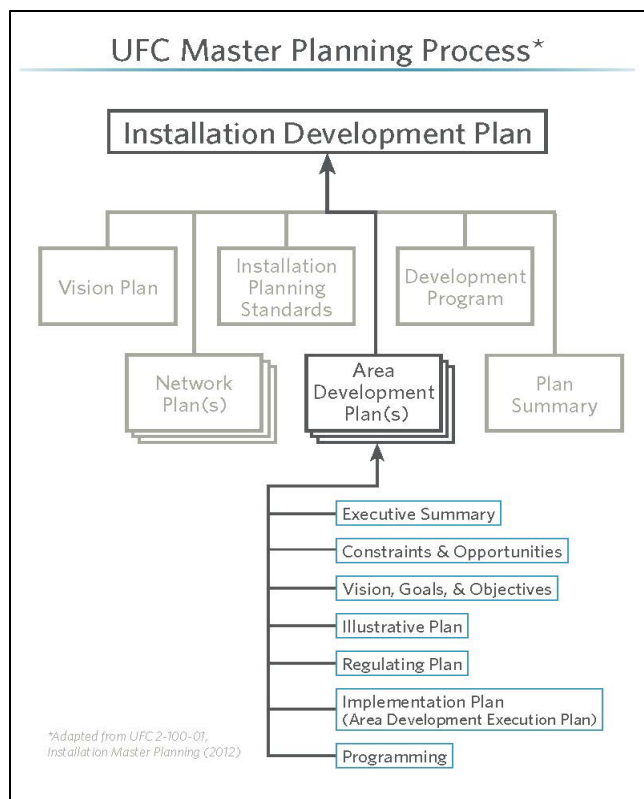 UFC Master Planning Process*
Installation Development Plan
Vision Plan
Installation
Planning
Standards
Development
Program
Network
Plan(s)
Area
Development
Plan(s)
Plan
Summary
Executive Summary
Constraints & Opportunities
Vision, Goals, & Objectives
Illustrative Plan
Regulating Plan
Implementation Plan
(Area Development Execution Plan)
Programming
*Adapted from UFC 2-100-01,
Installation Master Planning (2012)